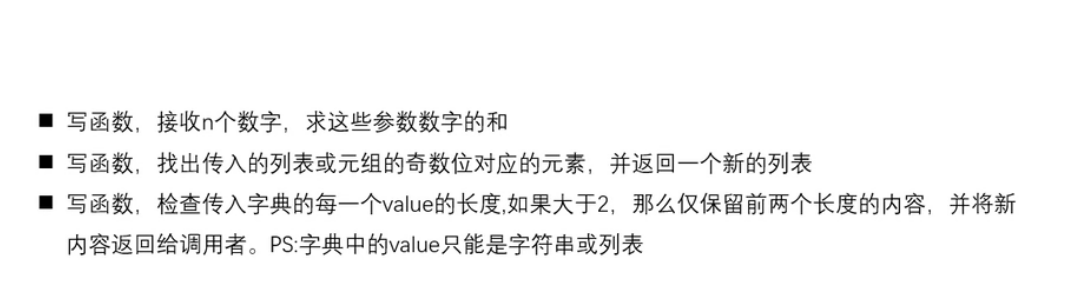 ■ 写函数，接收n个数字，求这些参数数字的和
■ 写函数，找出传入的列表或元组的奇数位对应的元素，并返回一个新的列表
■ 写函数，检查传入字典的每一个value的长度,如果大于2，那么仅保留前两个长度的内容，并将新
内容返回给调用者。PS:字典中的value只能是字符串或列表